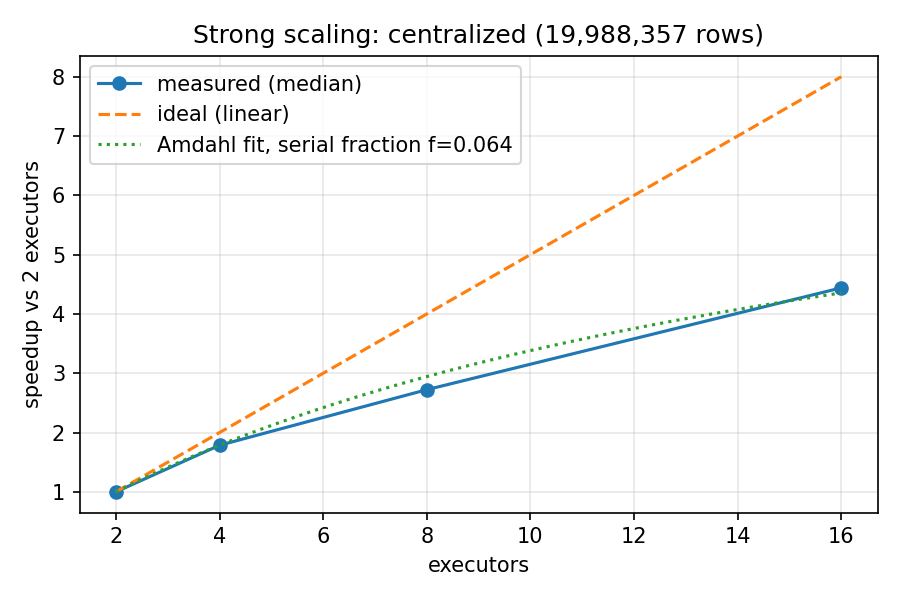 Strong scaling: centralized (19,988,357 rows)
measured (median)
ideal (linear)
Amdahl fit, serial fraction f=0.064
speedup vs 2 executors
8
7
6
5
4
3
2
1
2 4 6 8 10 12 14 16
executors